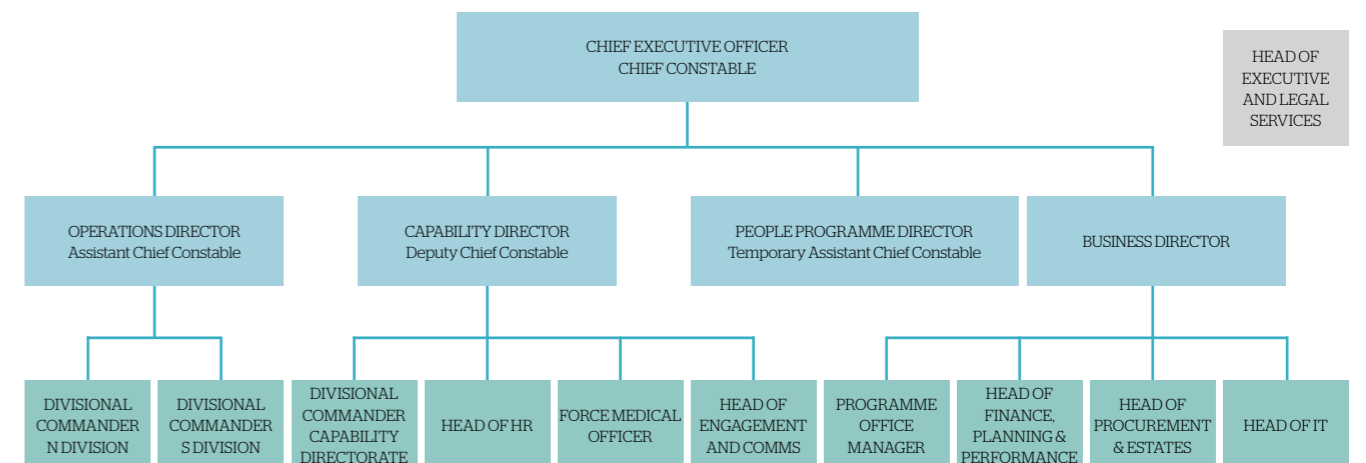 CHIEF EXECUTIVE OFFICER
CHIEF CONSTABLE
HEAD OF
EXECUTIVE
AND LEGAL
SERVICES
OPERATIONS DIRECTOR
Assistant Chief Constable
CAPABILITY DIRECTOR
Deputy Chief Constable
PEOPLE PROGRAMME DIRECTOR
Temporary Assistant Chief Constable
BUSINESS DIRECTOR
DIVISIONAL
COMMANDER
N DIVISION
DIVISIONAL
COMMANDER
S DIVISION
DIVISIONAL
COMMANDER
CAPABILITY
DIRECTORATE
HEAD OF HR
FORCE MEDICAL
OFFICER
HEAD OF
ENGAGEMENT
AND COMMS
PROGRAMME
OFFICE
MANAGER
HEAD OF
FINANCE,
PLANNING &
PERFORMANCE
HEAD OF
PROCUREMENT
& ESTATES
HEAD OF IT